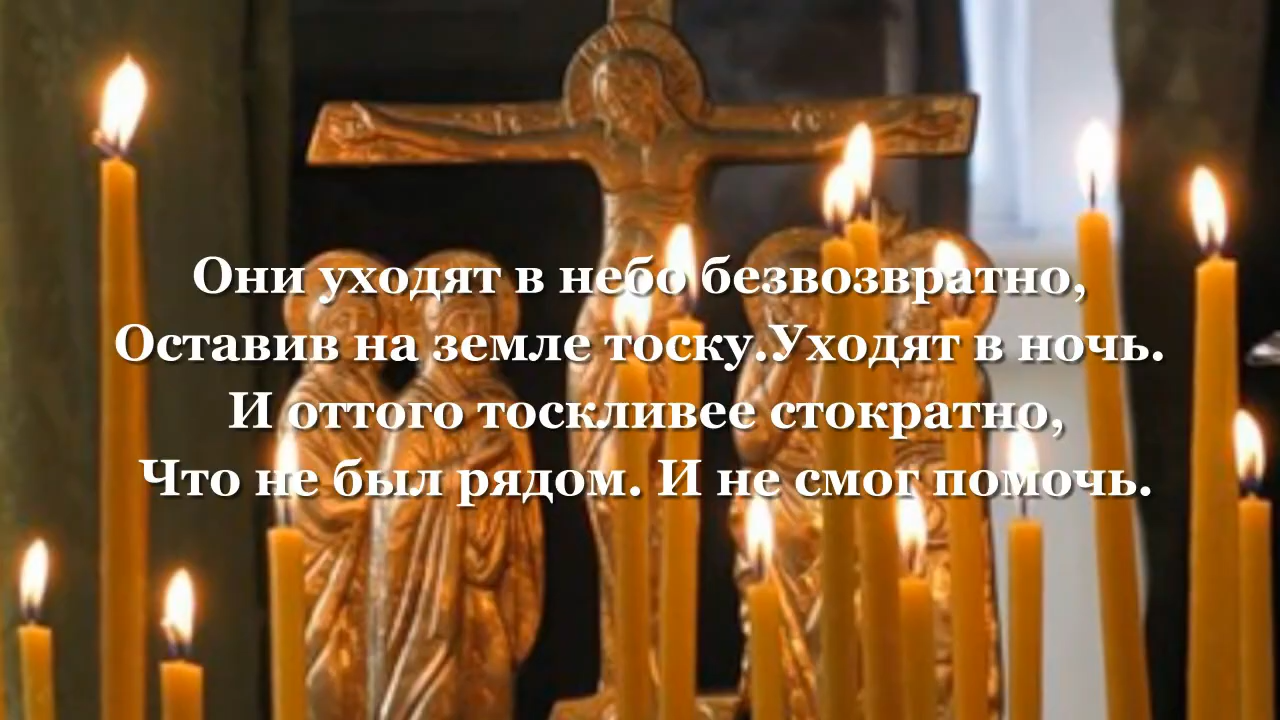 Они уходят в небо безвозвратно,
Оставив на земле тоску.Уходят в ночь.
И оттого тоскливее стократно,
Что не был рядом. И не смог помочь.